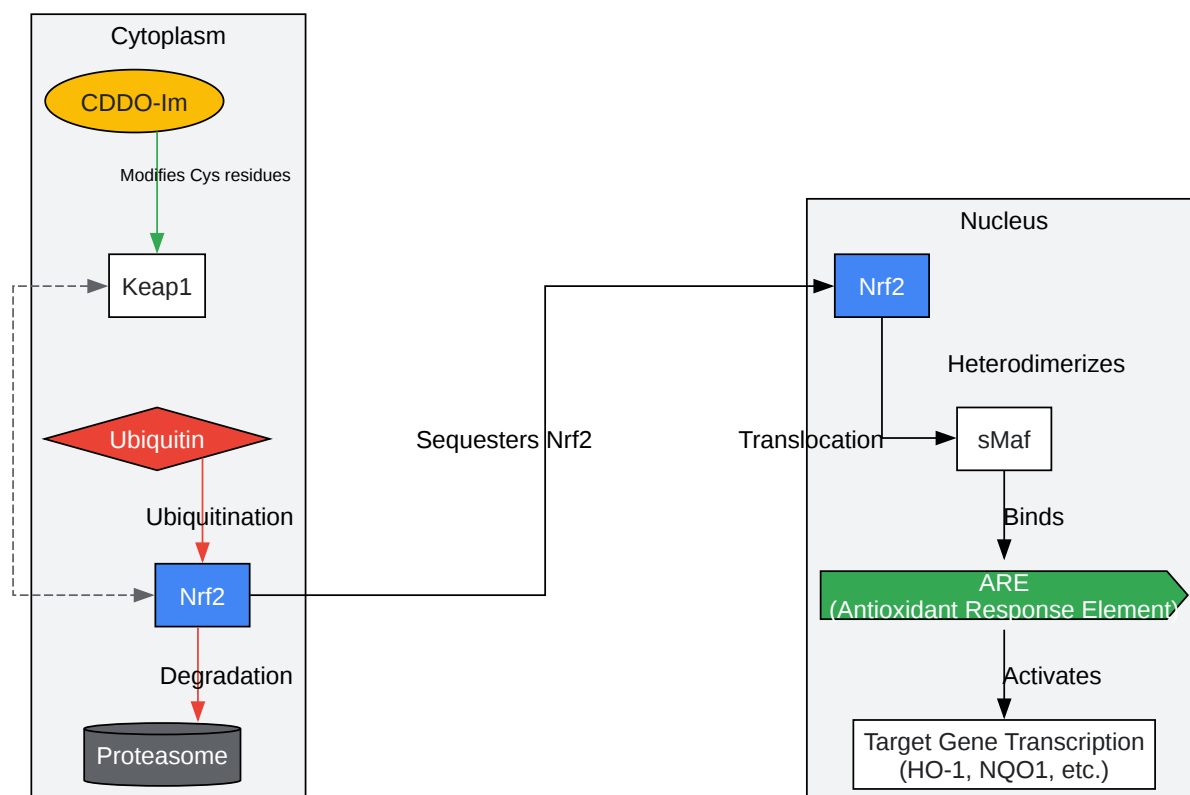 Cytoplasm
CDDO-Im
Modifies Cys residues
Keap1
Ubiquitin
Ubiquitination
Nrf2
Degradation
Proteasome
Sequesters Nrf2
Translocation
Nucleus
Nrf2
Heterodimerizes
sMaf
Binds
ARE
(Antioxidant Response Element)
Activates
Target Gene Transcription
(HO-1, NQO1, etc.)